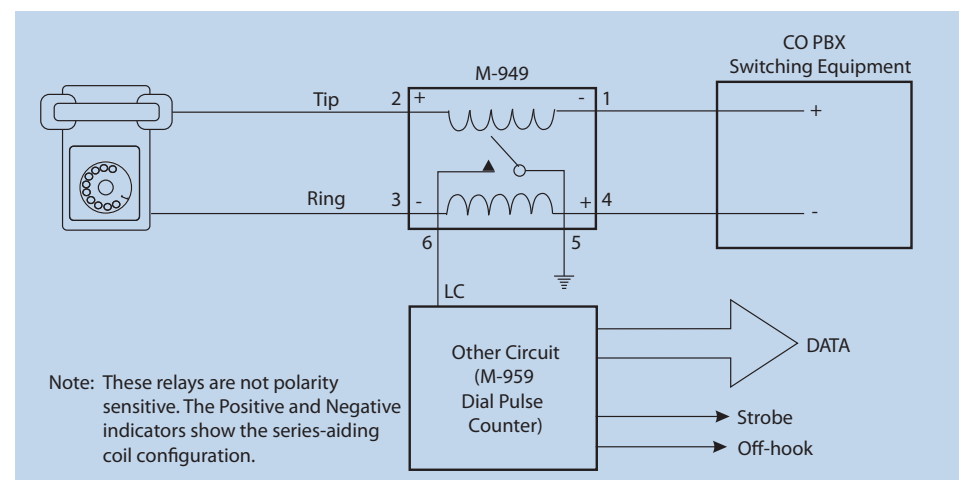 CO PBX
Switching Equipment
M-949
Tip 2 + - 1 +
Ring 3 - + 4 -
6 5
LC
Other Circuit
(M-959
Dial Pulse
Counter)
DATA
Strobe
Off-hook
Note: These relays are not polarity
sensitive. The Positive and Negative
indicators show the series-aiding
coil configuration.